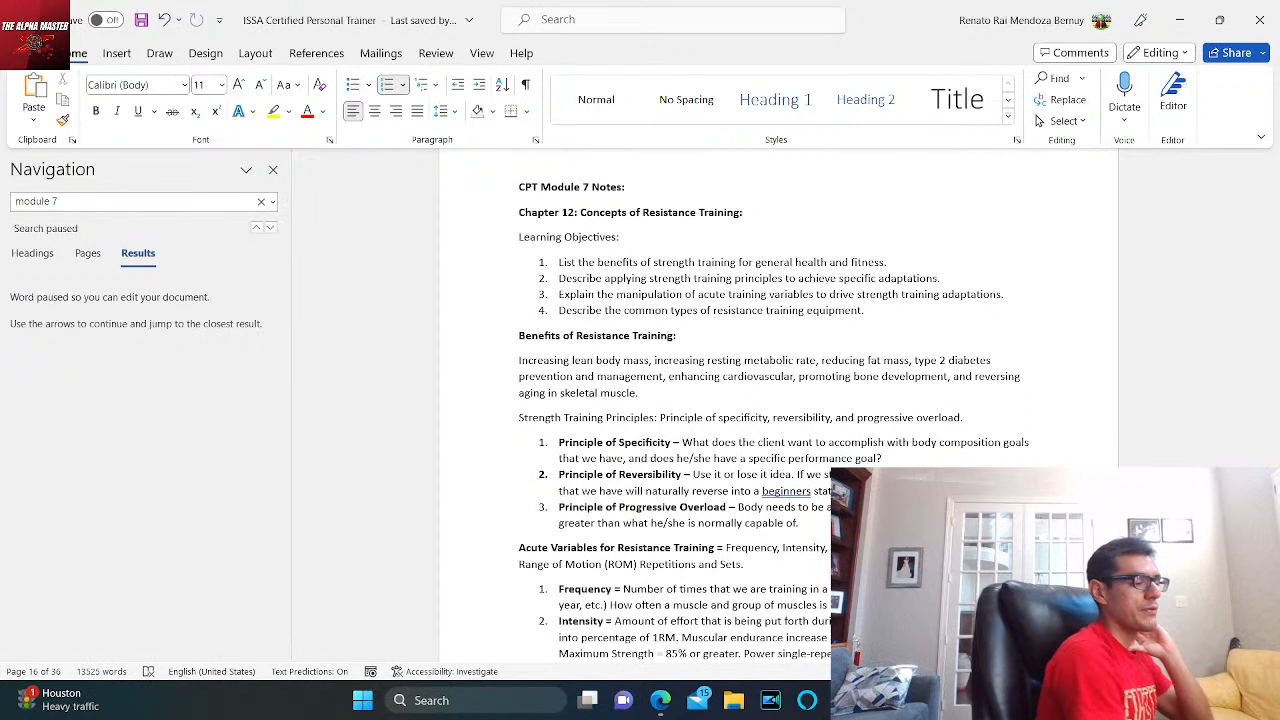 THE ALPHA MASTER
ve Off ISSA Certified Personal Trainer - Last saved by... Search Renato Rai Mendoza Bernuy
ome Insert Draw Design Layout References Mailings Review View Help Comments Editing Share
Calibri (Body) 11 Aa
Paste B I U ab x₂ x² A A Normal No Spacing Heading 1 Heading 2 Title Find Replace Select Dictate Editor
Clipboard Font Paragraph Styles Editing Voice Editor
Navigation
module 7
Search paused
Headings Pages Results
Word paused so you can edit your document.
Use the arrows to continue and jump to the closest result.
CPT Module 7 Notes:
Chapter 12: Concepts of Resistance Training:
Learning Objectives:
1. List the benefits of strength training for general health and fitness.
2. Describe applying strength training principles to achieve specific adaptations.
3. Explain the manipulation of acute training variables to drive strength training adaptations.
4. Describe the common types of resistance training equipment.
Benefits of Resistance Training:
Increasing lean body mass, increasing resting metabolic rate, reducing fat mass, type 2 diabetes
prevention and management, enhancing cardiovascular, promoting bone development, and reversing
aging in skeletal muscle.
Strength Training Principles: Principle of specificity, reversibility, and progressive overload.
1. Principle of Specificity – What does the client want to accomplish with body composition goals
that we have, and does he/she have a specific performance goal?
2. Principle of Reversibility – Use it or lose it idea. If we st
that we have will naturally reverse into a beginners stat
3. Principle of Progressive Overload – Body needs to be a
greater than what he/she is normally capable of.
Acute Variables for Resistance Training = Frequency, Intensity,
Range of Motion (ROM) Repetitions and Sets.
1. Frequency = Number of times that we are training in a
year, etc.) How often a muscle and group of muscles is
2. Intensity = Amount of effort that is being put forth duri
into percentage of 1RM. Muscular endurance increase
Maximum Strength = 85% or greater. Power single-repe
Page 16 of 36 13525 words English (United States) Text Predictions: On Accessibility: Investigate
1 Houston
Heavy traffic
Search
15